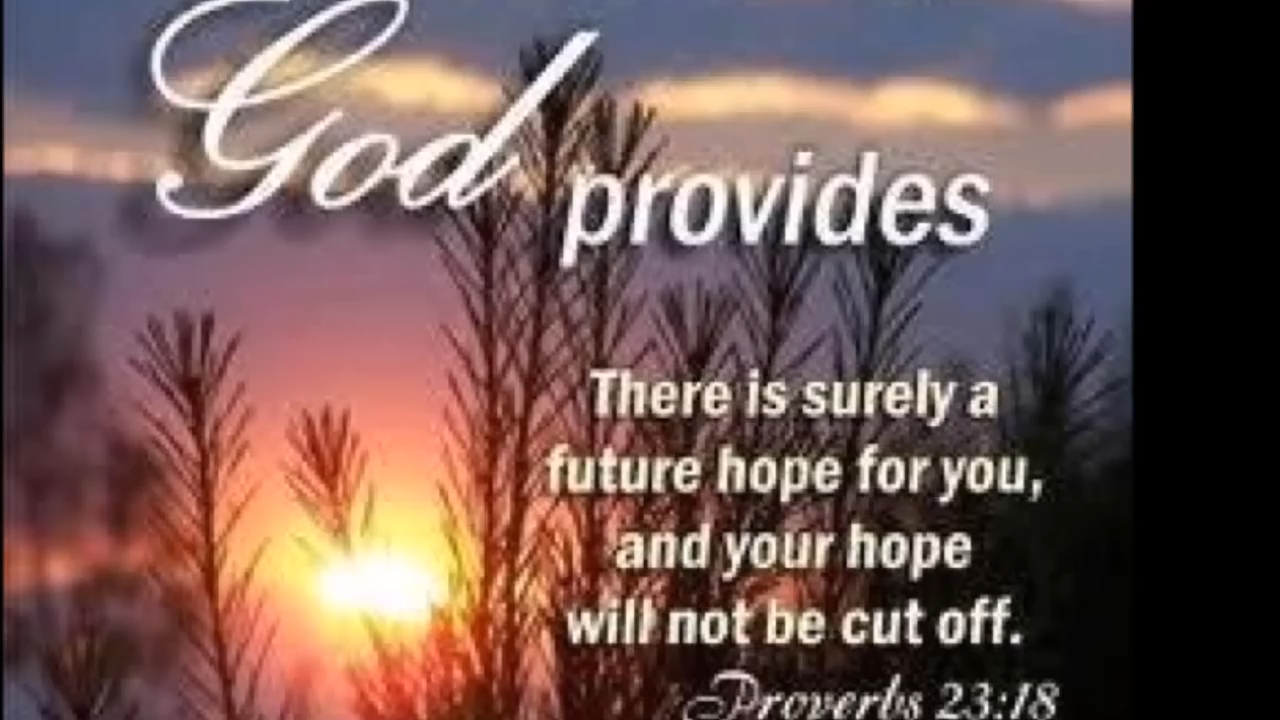 God provides
There is surely a
future hope for you,
and your hope
will not be cut off.
Proverbs 23:18